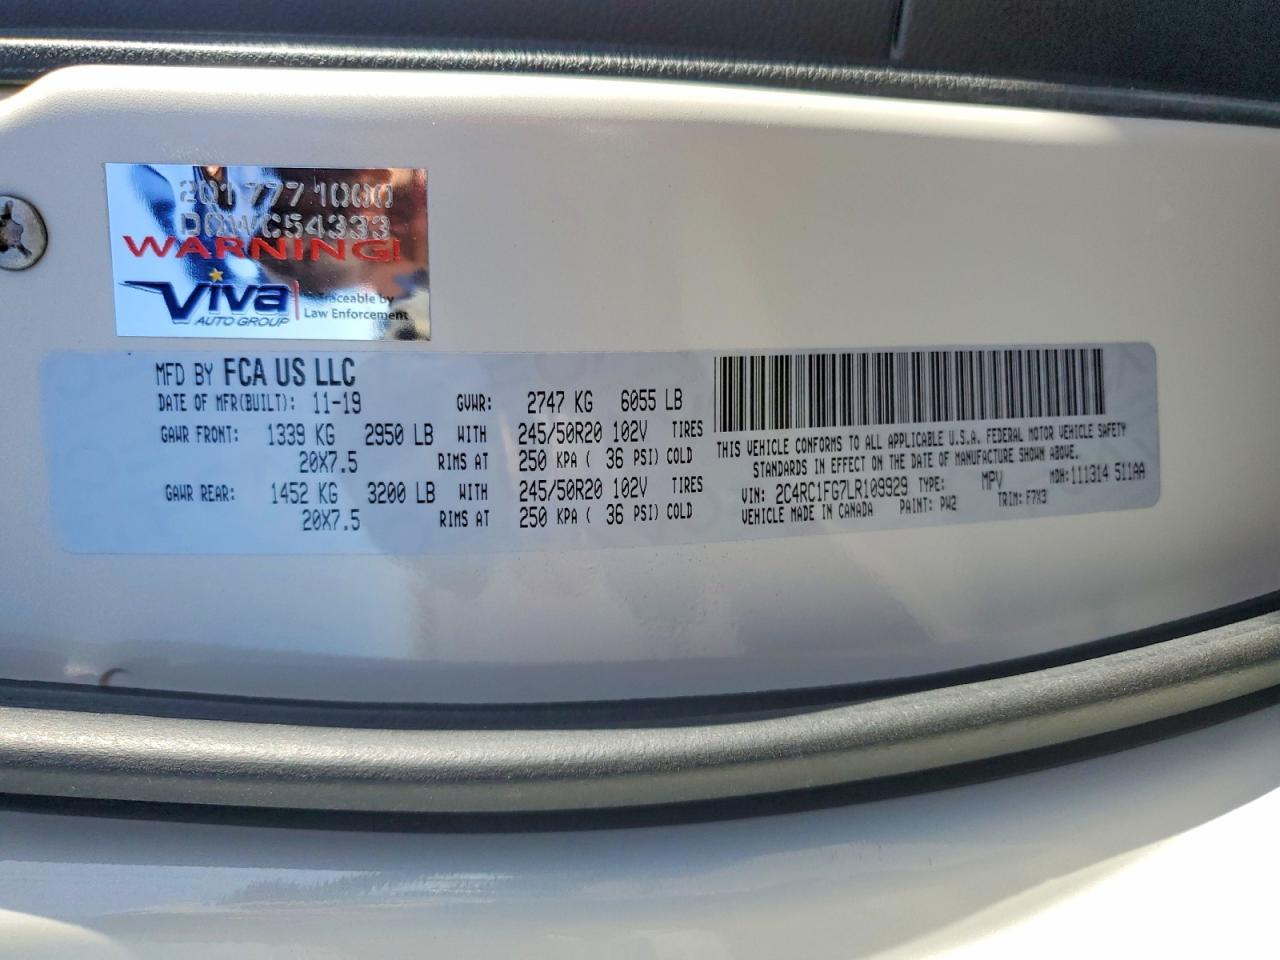 2017771000
DOWC54333
WARNING!
Viva
AUTO GROUP
Traceable by
Law Enforcement
MFD BY FCA US LLC
DATE OF MFR(BUILT): 11-19 GVWR: 2747 KG 6055 LB
GAWR FRONT: 1339 KG 2950 LB WITH 245/50R20 102V TIRES
20X7.5 RIMS AT 250 KPA ( 36 PSI) COLD
GAWR REAR: 1452 KG 3200 LB WITH 245/50R20 102V TIRES
20X7.5 RIMS AT 250 KPA ( 36 PSI) COLD
THIS VEHICLE CONFORMS TO ALL APPLICABLE U.S.A. FEDERAL MOTOR VEHICLE SAFETY
STANDARDS IN EFFECT ON THE DATE OF MANUFACTURE SHOWN ABOVE.
VIN: 2C4RC1FG7LR109929 TYPE: MPV MDH: 111314 511AA
VEHICLE MADE IN CANADA PAINT: PW2 TRIM: F7X3